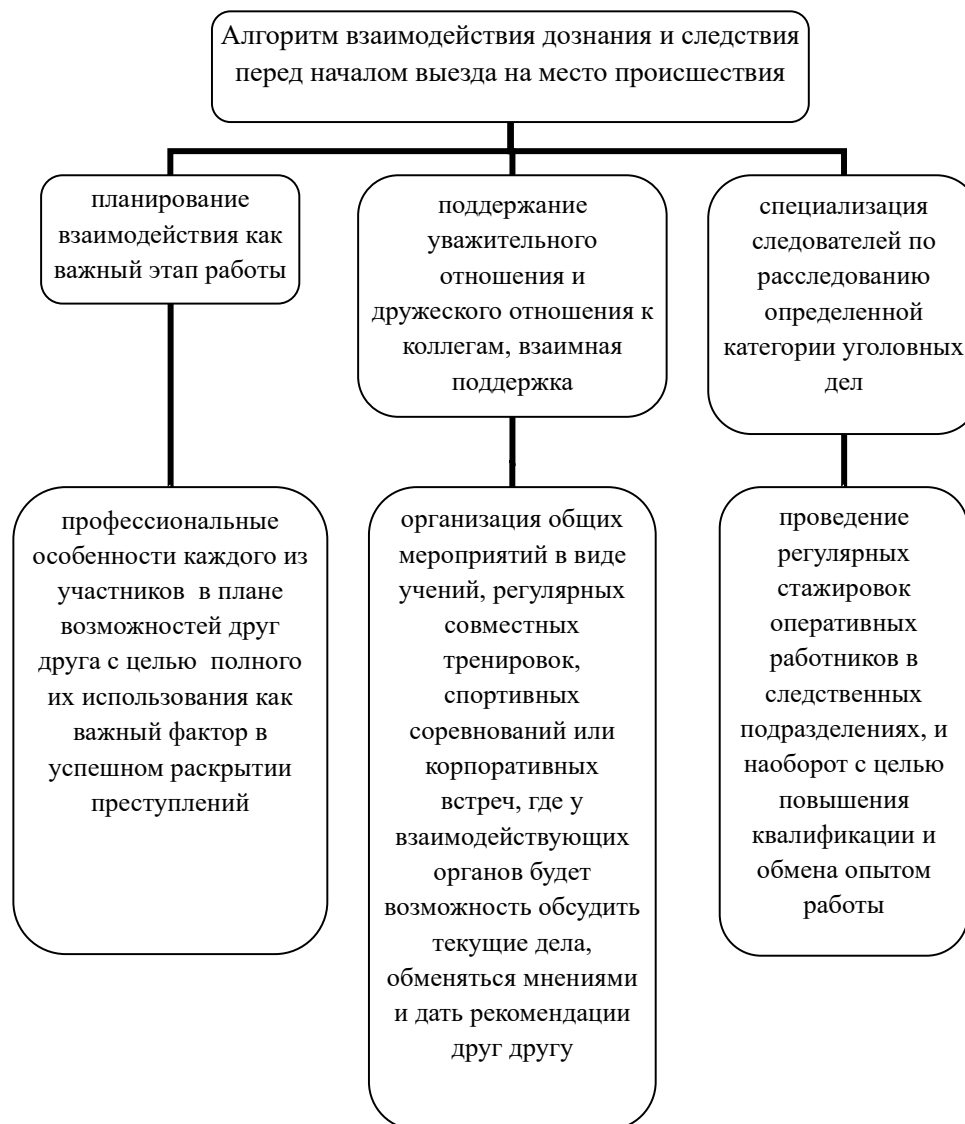 Алгоритм взаимодействия дознания и следствия
перед началом выезда на место происшествия
планирование
взаимодействия как
важный этап работы
поддержание
уважительного
отношения и
дружеского отношения к
коллегам, взаимная
поддержка
специализация
следователей по
расследованию
определенной
категории уголовных
дел
профессиональные
особенности каждого из
участников в плане
возможностей друг
друга с целью полного
их использования как
важный фактор в
успешном раскрытии
преступлений
организация общих
мероприятий в виде
учений, регулярных
совместных
тренировок,
спортивных
соревнований или
корпоративных
встреч, где у
взаимодействующих
органов будет
возможность обсудить
текущие дела,
обменяться мнениями
и дать рекомендации
друг другу
проведение
регулярных
стажировок
оперативных
работников в
следственных
подразделениях, и
наоборот с целью
повышения
квалификации и
обмена опытом
работы